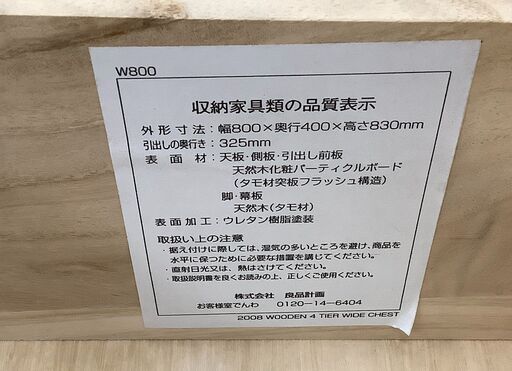 W800
収納家具類の品質表示
外形寸法:幅800×奥行400×高さ830mm
引出しの奥行き:325mm
表面材:天板・側板・引出し前板
天然木化粧パーティクルボード
(タモ材突板フラッシュ構造)
脚・幕板
天然木(タモ材)
表面加工:ウレタン樹脂塗装
取扱い上の注意
・据え付けに際しては、湿気の多いところを避け、商品を
水平に保つために必要な措置を講じてください。
・直射日光又は、熱はさけてください。
・取扱説明書を良くお読みの上、正しくご使用ください。
株式会社 良品計画
お客様室でんわ 0120-14-6404
2008 WOODEN 4 TIER WIDE CHEST